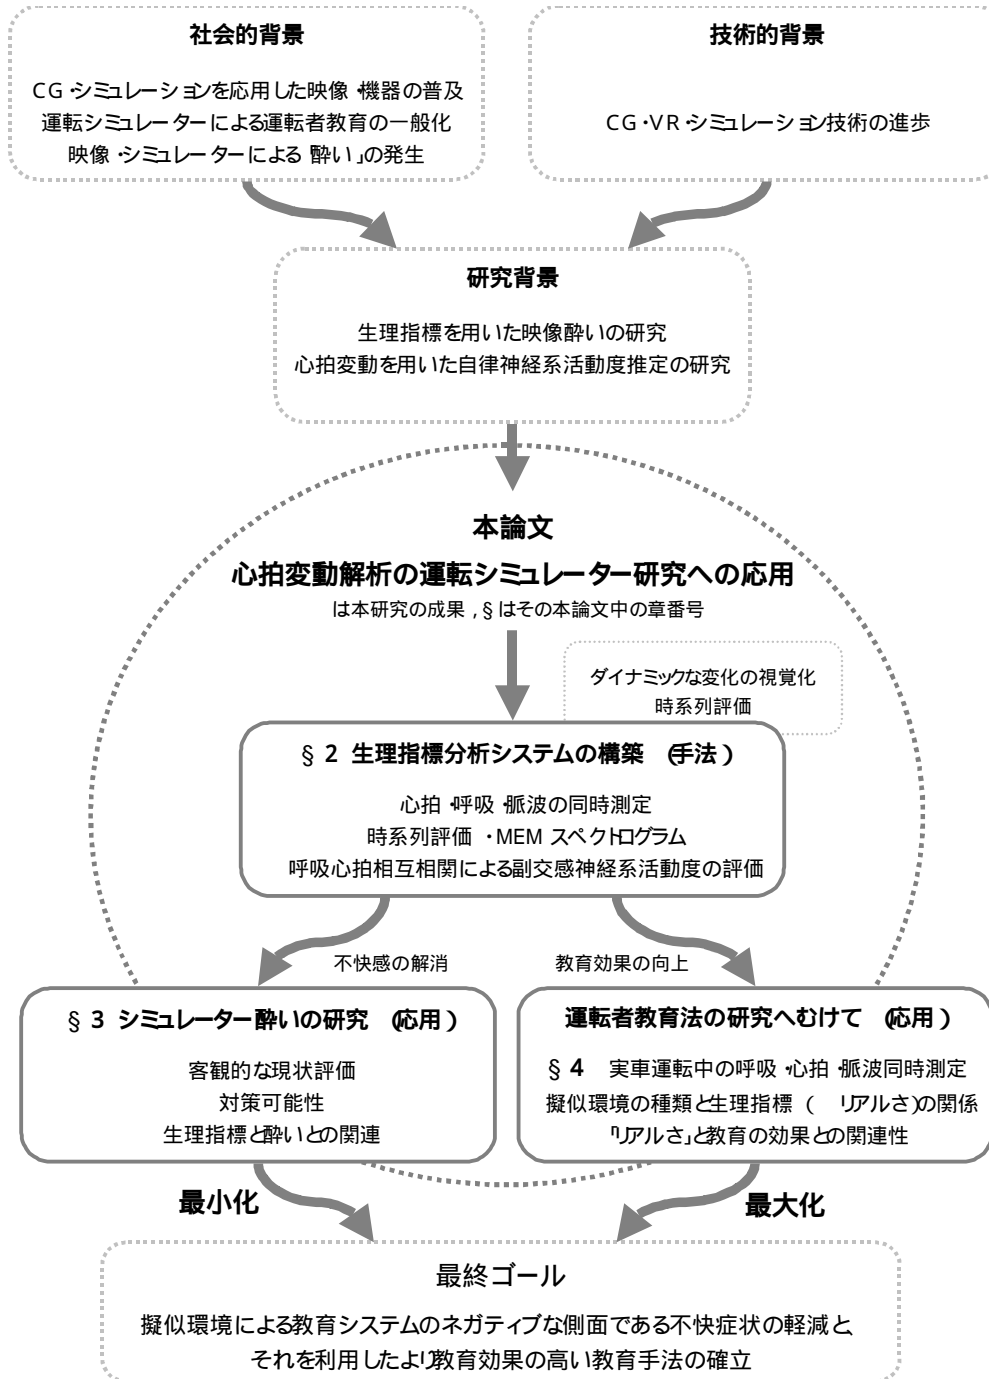 社会的背景
CG・シミュレーションを応用した映像・機器の普及
運転シミュレーターによる運転者教育の一般化
映像・シミュレーターによる「酔い」の発生
技術的背景
CG・VR・シミュレーション技術の進歩
研究背景
生理指標を用いた映像酔いの研究
心拍変動を用いた自律神経系活動度推定の研究
本論文
心拍変動解析の運転シミュレーター研究への応用
は本研究の成果，§はその本論文中の章番号
ダイナミックな変化の視覚化
時系列評価
§2 生理指標分析システムの構築 (手法)
心拍・呼吸・脈波の同時測定
時系列評価・MEMスペクトログラム
呼吸心拍相互相関による副交感神経系活動度の評価
不快感の解消
教育効果の向上
§3 シミュレーター酔いの研究 (応用)
客観的な現状評価
対策可能性
生理指標と酔いとの関連
運転者教育法の研究へむけて (応用)
§4 実車運転中の呼吸・心拍・脈波同時測定
擬似環境の種類と生理指標 ( リアルさ)の関係
「リアルさ」と教育の効果との関連性
最小化
最大化
最終ゴール
擬似環境による教育システムのネガティブな側面である不快症状の軽減と、
それを利用したより教育効果の高い教育手法の確立